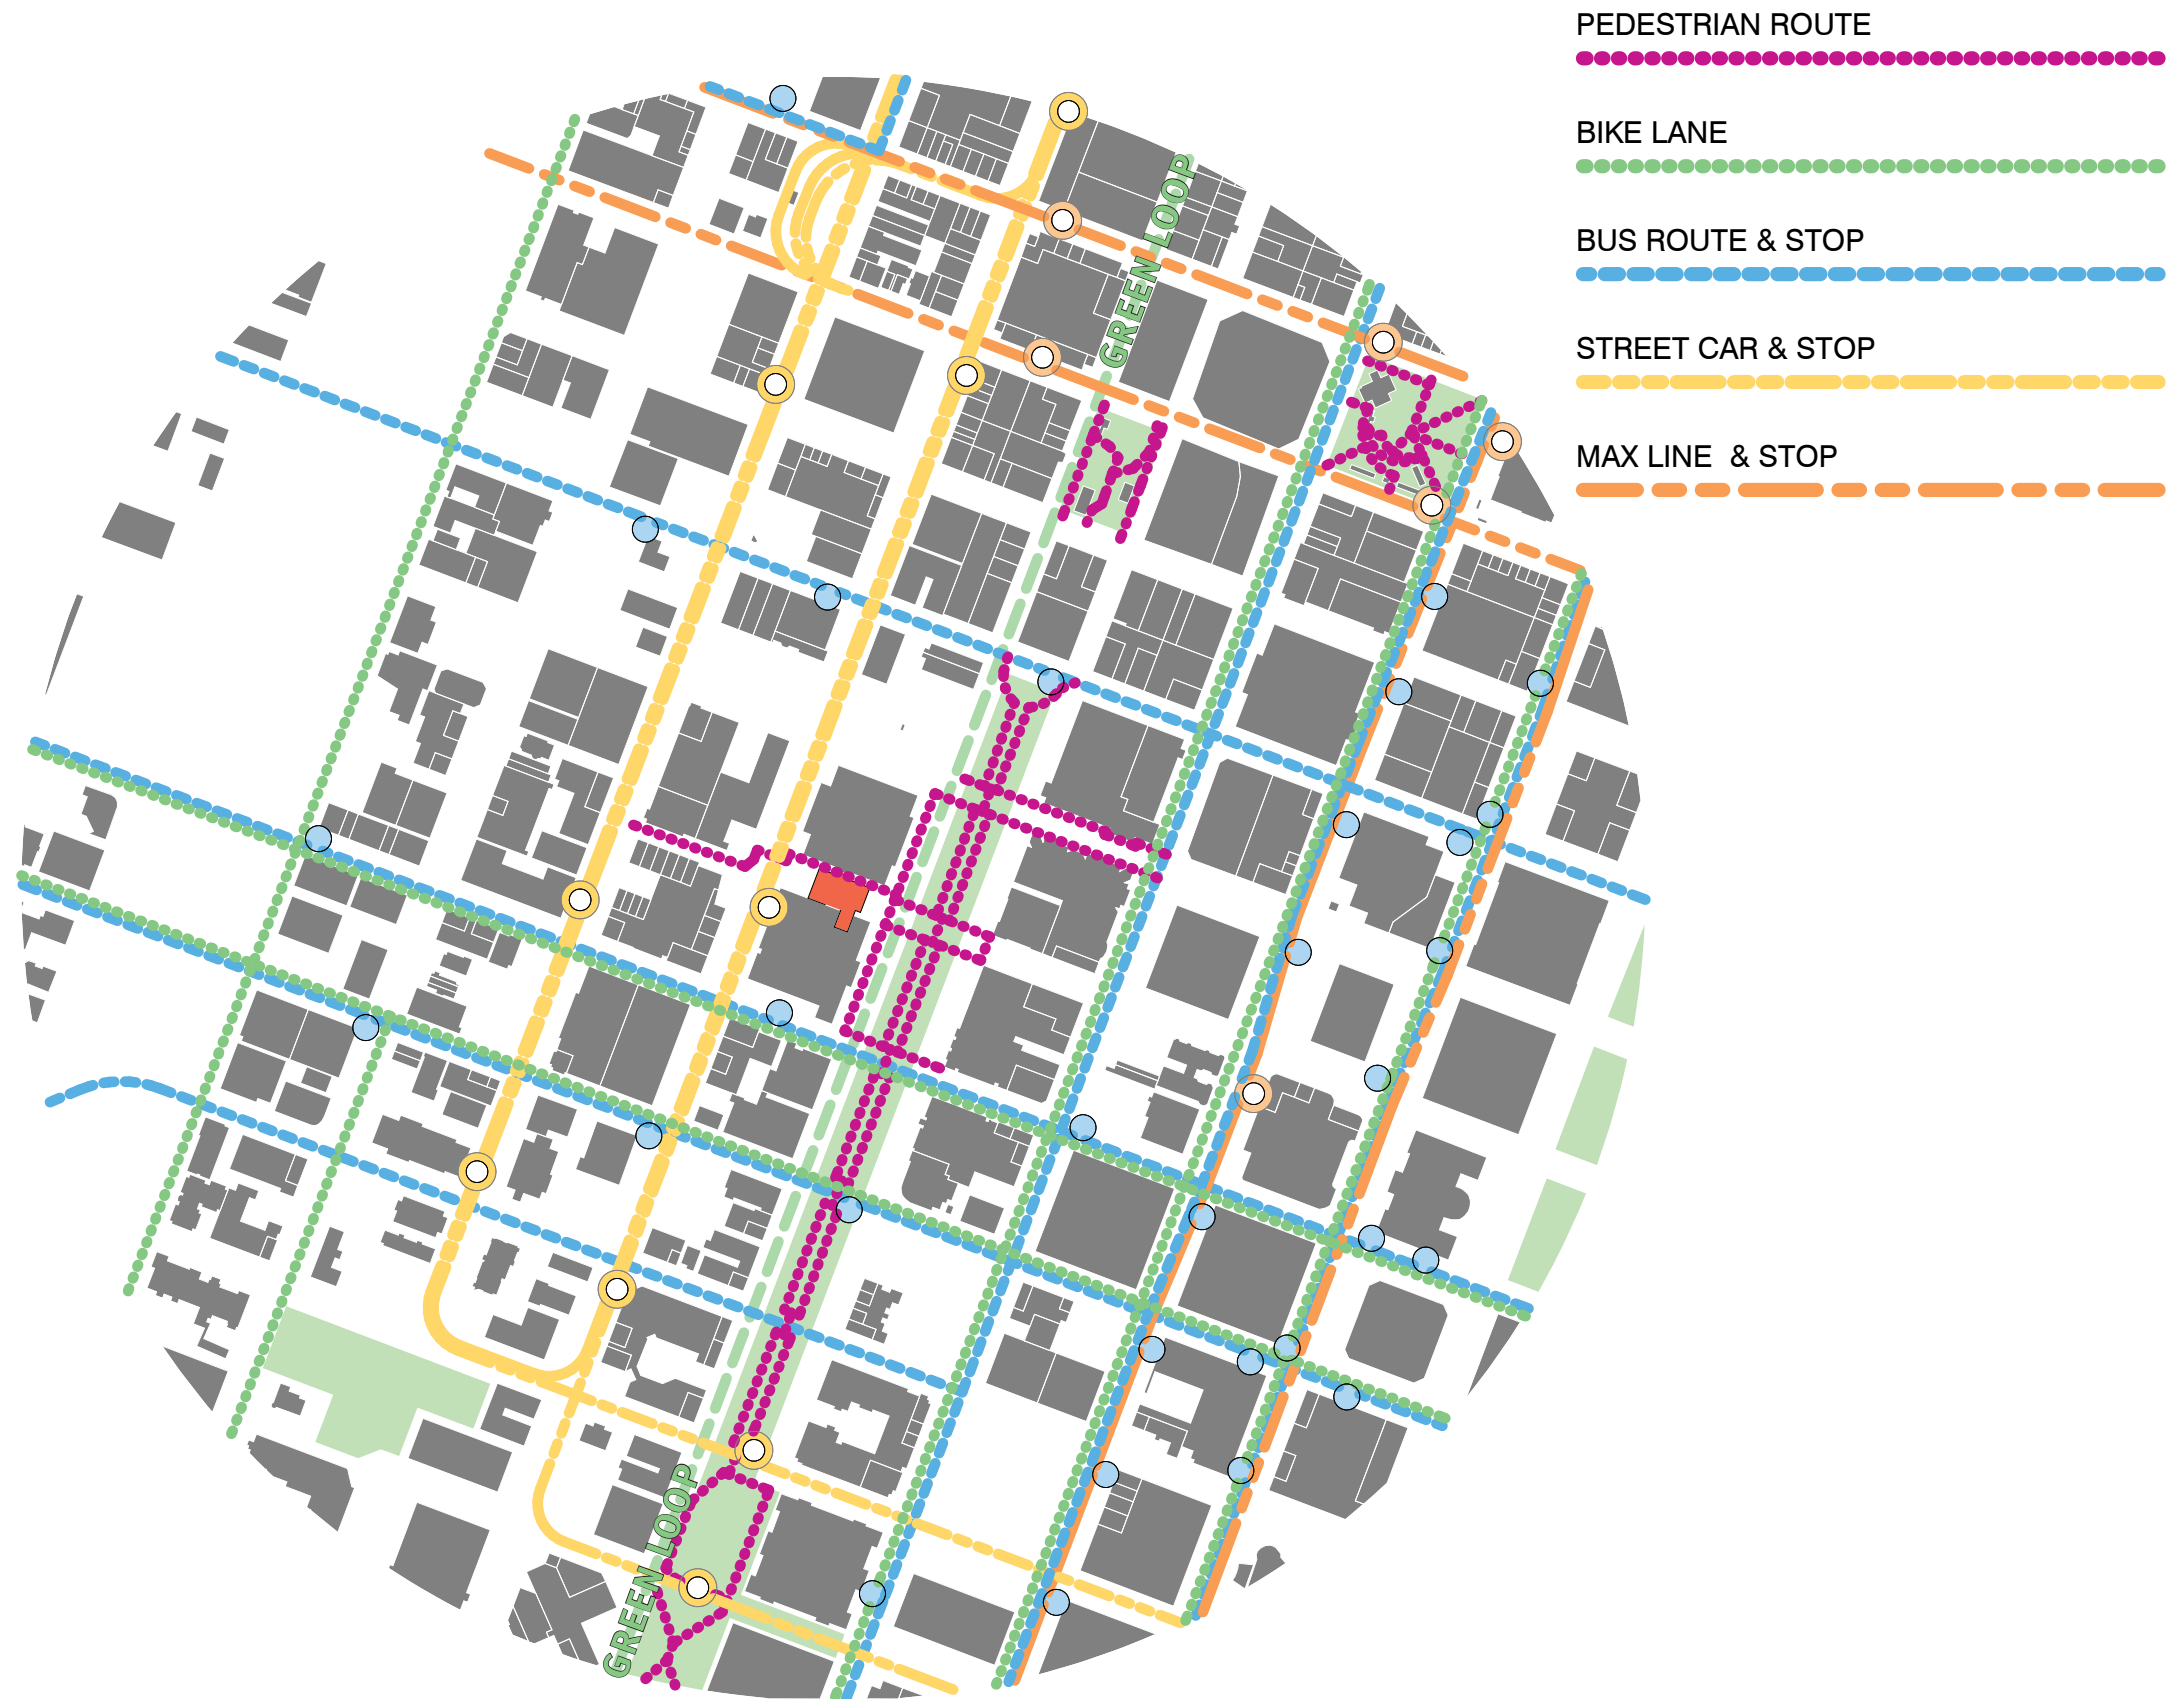 PEDESTRIAN ROUTE
BIKE LANE
BUS ROUTE & STOP
STREET CAR & STOP
MAX LINE & STOP
GREEN LOOP
GREEN LOOP